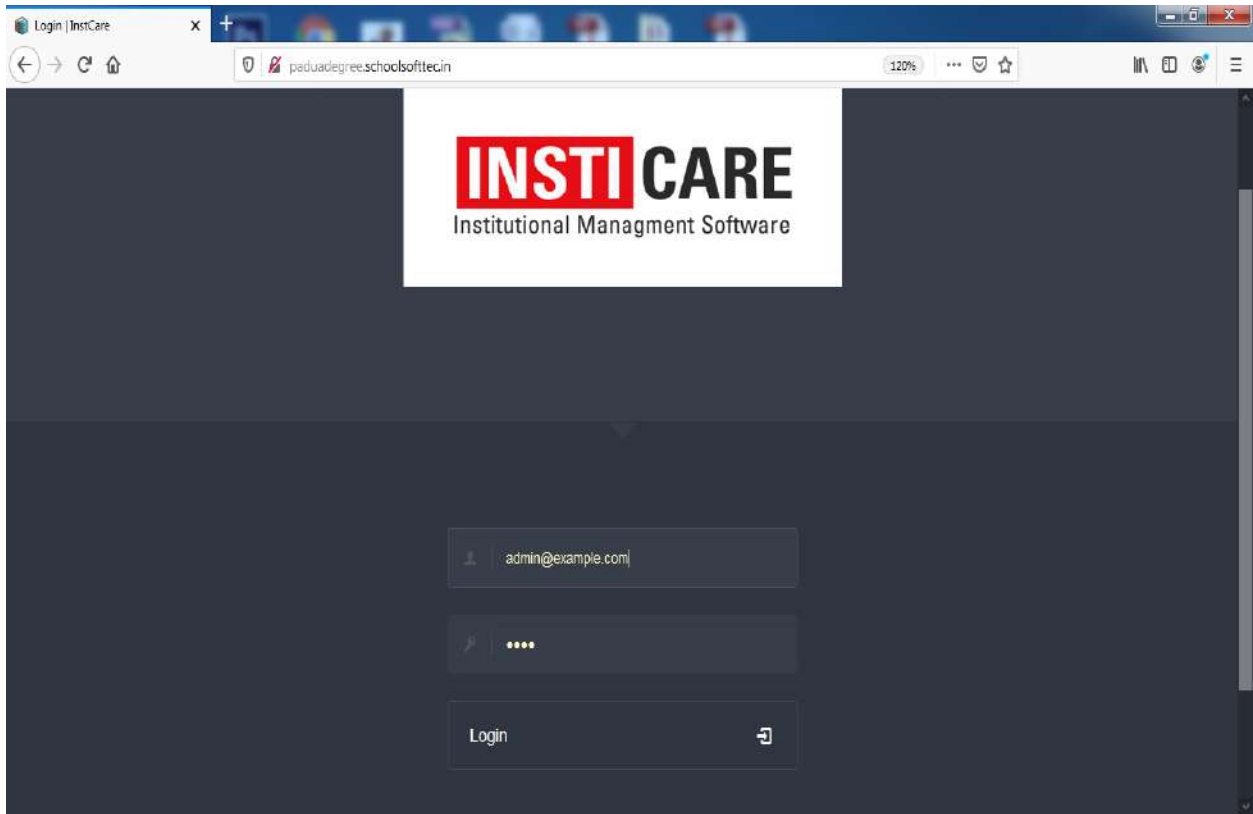 Login | InstCare
paduadegree.schoolsofttec.in
120%
INSTI CARE
Institutional Managment Software
admin@example.com
••••
Login